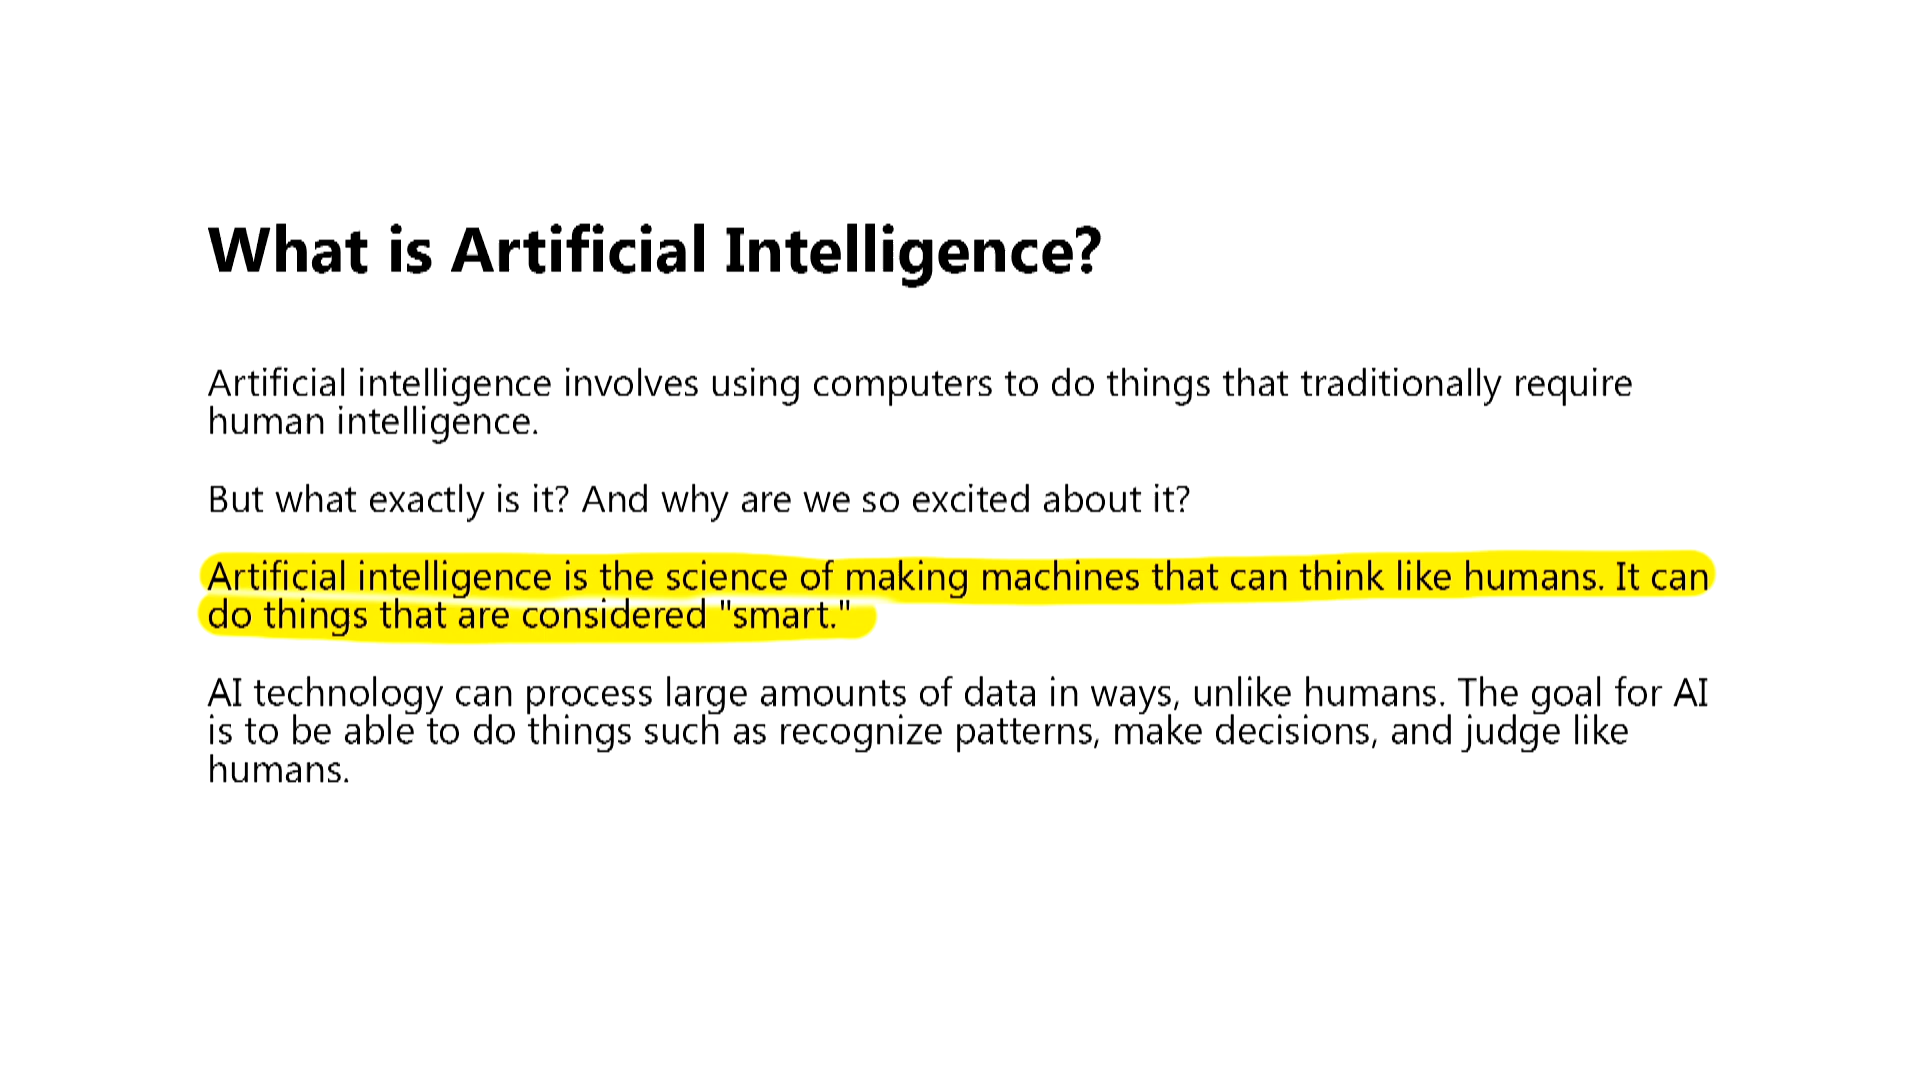 What is Artificial Intelligence?
Artificial intelligence involves using computers to do things that traditionally require
human intelligence.
But what exactly is it? And why are we so excited about it?
Artificial intelligence is the science of making machines that can think like humans. It can
do things that are considered "smart."
AI technology can process large amounts of data in ways, unlike humans. The goal for AI
is to be able to do things such as recognize patterns, make decisions, and judge like
humans.